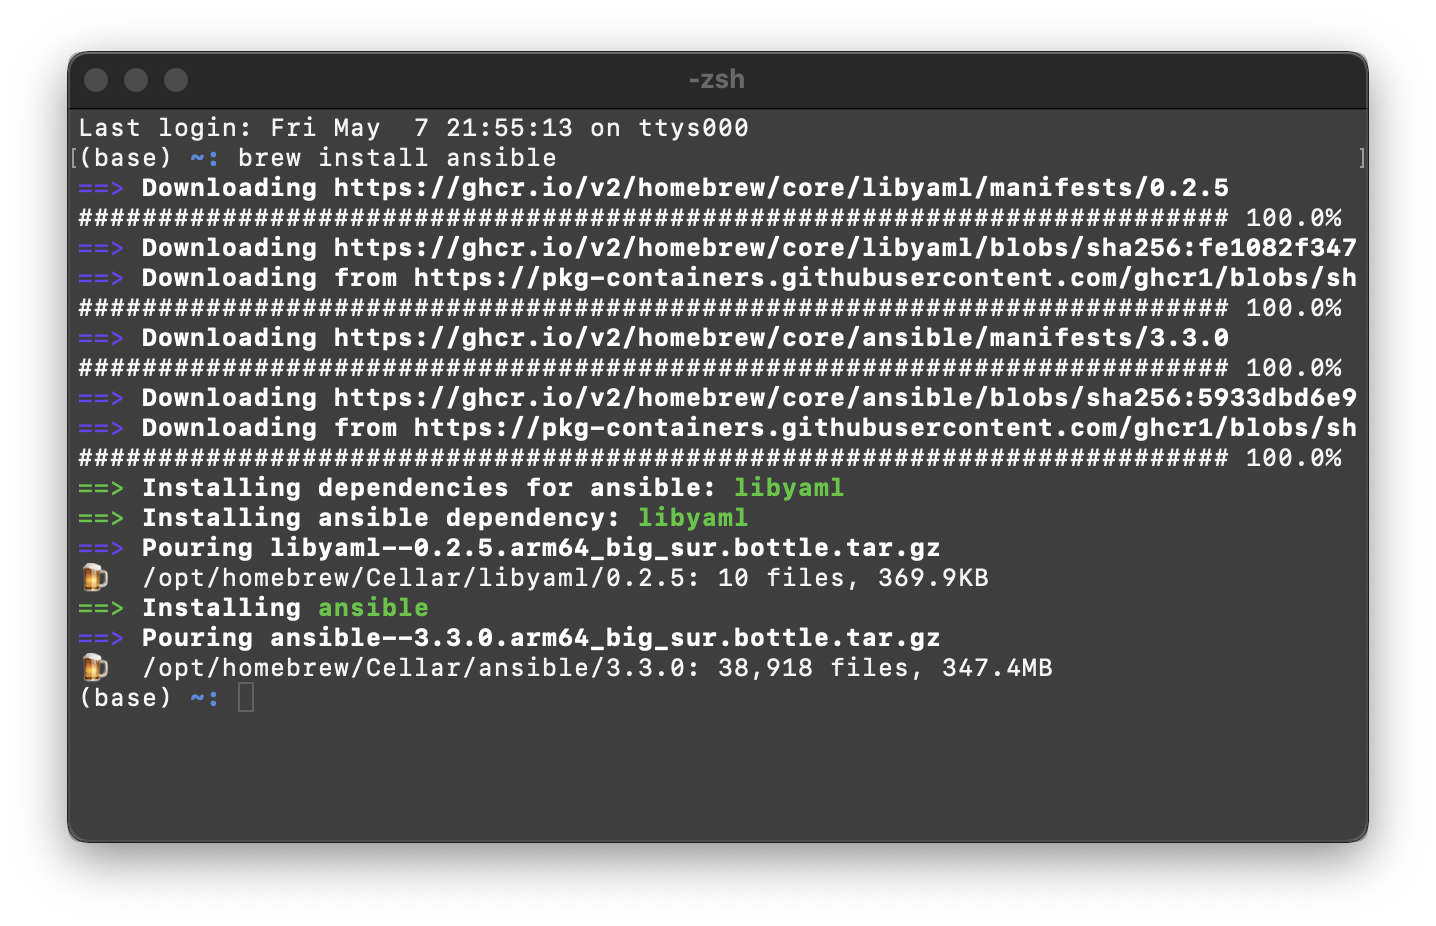 -zsh
Last login: Fri May  7 21:55:13 on ttys000
[(base) ~: brew install ansible ]
==> Downloading https://ghcr.io/v2/homebrew/core/libyaml/manifests/0.2.5
######################################################################## 100.0%
==> Downloading https://ghcr.io/v2/homebrew/core/libyaml/blobs/sha256:fe1082f347
==> Downloading from https://pkg-containers.githubusercontent.com/ghcr1/blobs/sh
######################################################################## 100.0%
==> Downloading https://ghcr.io/v2/homebrew/core/ansible/manifests/3.3.0
######################################################################## 100.0%
==> Downloading https://ghcr.io/v2/homebrew/core/ansible/blobs/sha256:5933dbd6e9
==> Downloading from https://pkg-containers.githubusercontent.com/ghcr1/blobs/sh
######################################################################## 100.0%
==> Installing dependencies for ansible: libyaml
==> Installing ansible dependency: libyaml
==> Pouring libyaml--0.2.5.arm64_big_sur.bottle.tar.gz
🍺  /opt/homebrew/Cellar/libyaml/0.2.5: 10 files, 369.9KB
==> Installing ansible
==> Pouring ansible--3.3.0.arm64_big_sur.bottle.tar.gz
🍺  /opt/homebrew/Cellar/ansible/3.3.0: 38,918 files, 347.4MB
(base) ~: